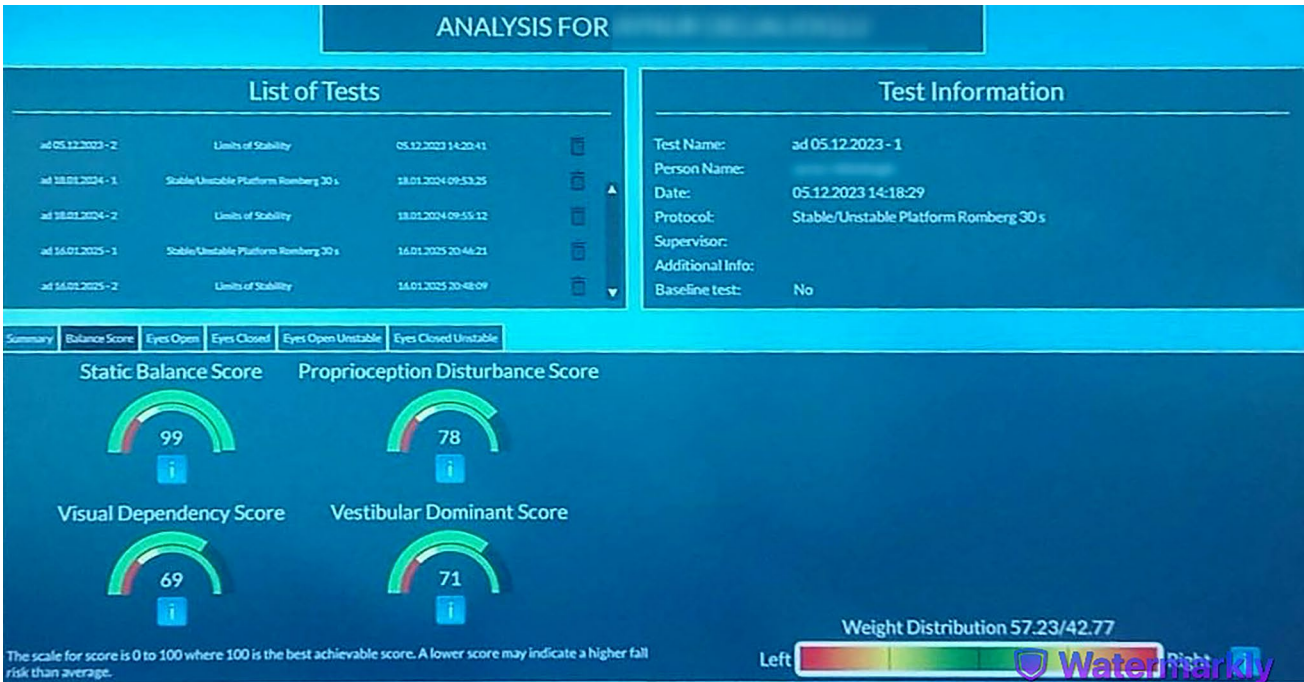 ANALYSIS FOR
List of Tests
ad 05.12.2023 - 2 Limits of Stability 05.12.2023 14:20:41
ad 18.01.2024 - 1 Stable/Unstable Platform Romberg 30 s 18.01.2024 09:53:25
ad 18.01.2024 - 2 Limits of Stability 18.01.2024 09:55:12
ad 16.01.2025 - 1 Stable/Unstable Platform Romberg 30 s 16.01.2025 20:46:21
ad 16.01.2025 - 2 Limits of Stability 16.01.2025 20:48:09
Test Information
Test Name: ad 05.12.2023 - 1
Person Name:
Date: 05.12.2023 14:18:29
Protocol: Stable/Unstable Platform Romberg 30 s
Supervisor:
Additional Info:
Baseline test: No
Summary Balance Score Eyes Open Eyes Closed Eyes Open Unstable Eyes Closed Unstable
Static Balance Score Proprioception Disturbance Score
99 78
i i
Visual Dependency Score Vestibular Dominant Score
69 71
i i
The scale for score is 0 to 100 where 100 is the best achievable score. A lower score may indicate a higher fall
risk than average.
Weight Distribution 57.23/42.77
Left Right i
Watermarkly